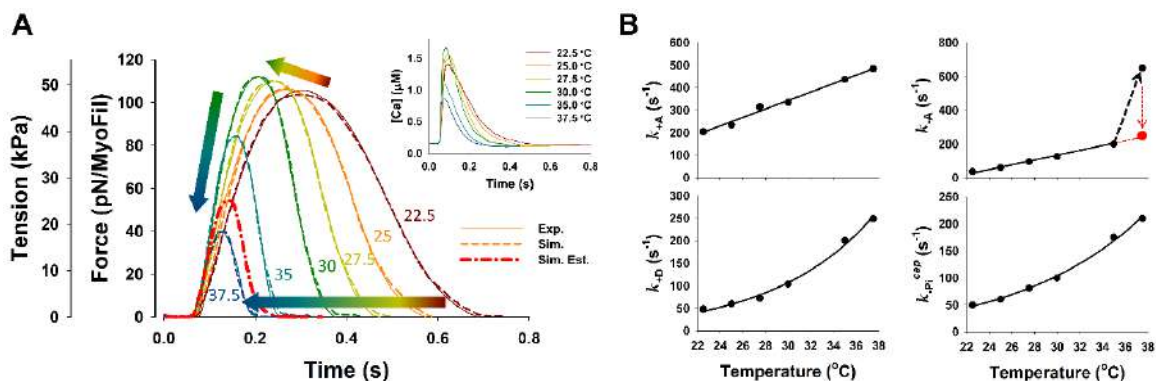 A
Tension (kPa)
50
40
30
20
10
0
Force (pN/MyoFil)
120
100
80
60
40
20
0
0.0 0.2 0.4 0.6 0.8
Time (s)
22.5
25
27.5
30
35
37.5
Exp.
Sim.
Sim. Est.
[Ca] (μM)
1.5
1.0
0.5
0.0
0.0 0.2 0.4 0.6 0.8
Time (s)
22.5 °C
25.0 °C
27.5 °C
30.0 °C
35.0 °C
37.5 °C
B
k+A (s-1)
600
500
400
300
200
100
0
k-A (s-1)
800
600
400
200
0
k+D (s-1)
300
250
200
150
100
50
0
22 24 26 28 30 32 34 36 38
Temperature (°C)
k-Pi cap (s-1)
250
200
150
100
50
0
22 24 26 28 30 32 34 36 38
Temperature (°C)